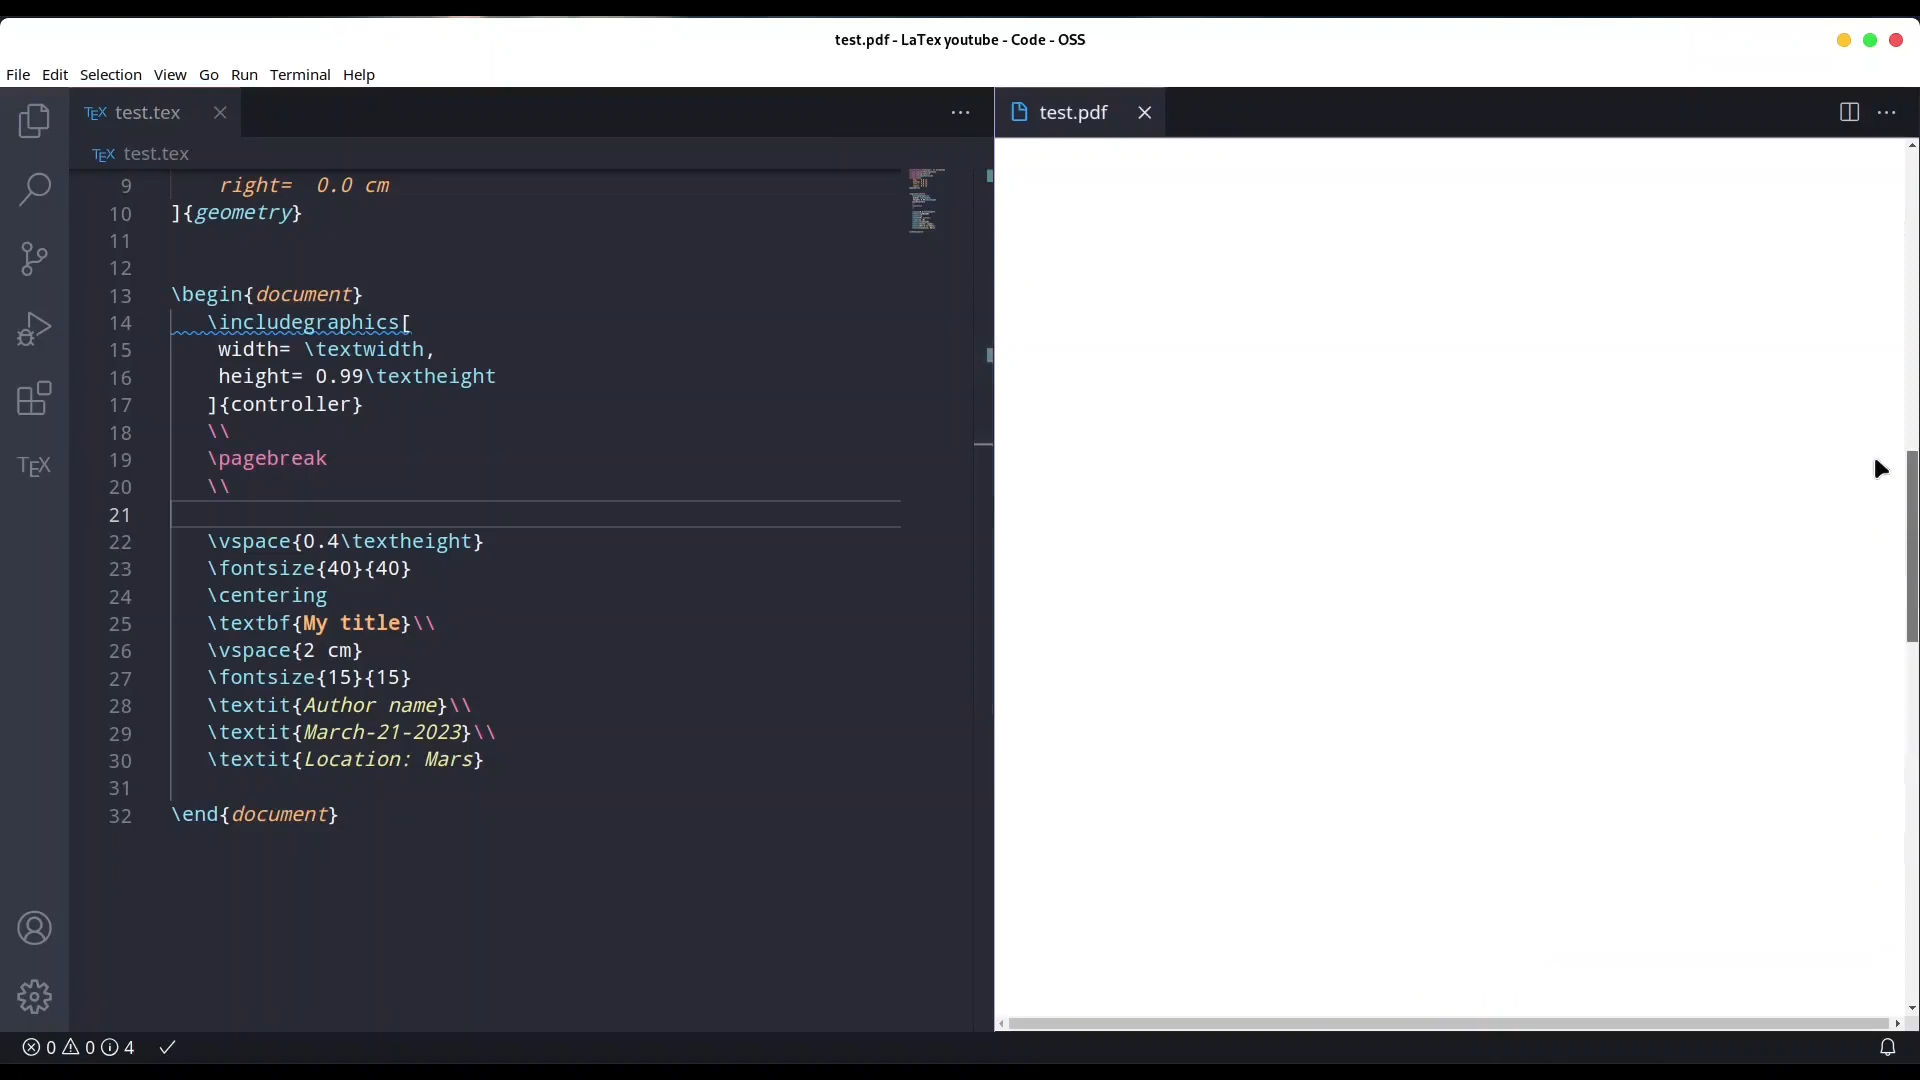 test.pdf - LaTex youtube - Code - OSS
File Edit Selection View Go Run Terminal Help
TEX test.tex
test.pdf
TEX test.tex
9 right= 0.0 cm
10 ]{geometry}
11
12
13 \begin{document}
14 \includegraphics[
15 width= \textwidth,
16 height= 0.99\textheight
17 ]{controller}
18 \\
19 \pagebreak
20 \\
21
22 \vspace{0.4\textheight}
23 \fontsize{40}{40}
24 \centering
25 \textbf{My title}\\
26 \vspace{2 cm}
27 \fontsize{15}{15}
28 \textit{Author name}\\
29 \textit{March-21-2023}\\
30 \textit{Location: Mars}
31
32 \end{document}
TEX
0 0 4